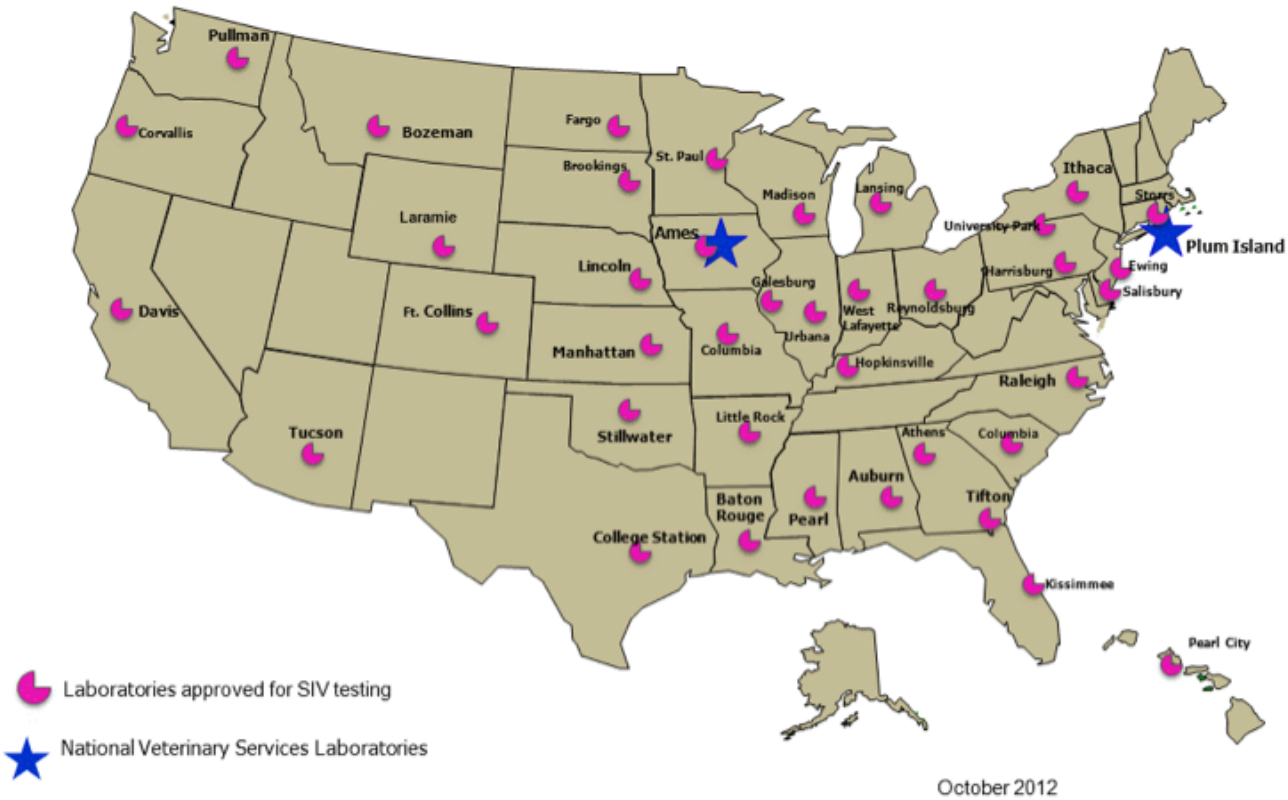 Pullman
Corvallis
Bozeman
Fargo
St. Paul
Brookings
Madison
Lansing
Ithaca
Storrs
Laramie
Ames
University Park
Plum Island
Lincoln
Harrisburg
Ewing
Galesburg
Salisbury
Davis
Ft. Collins
West
Lafayette
Reynoldsburg
Urbana
Manhattan
Columbia
Hopkinsville
Raleigh
Little Rock
Tucson
Stillwater
Athens
Columbia
Auburn
Tifton
Baton
Rouge
Pearl
College Station
Kissimmee
Pearl City
Laboratories approved for SIV testing
National Veterinary Services Laboratories
October 2012